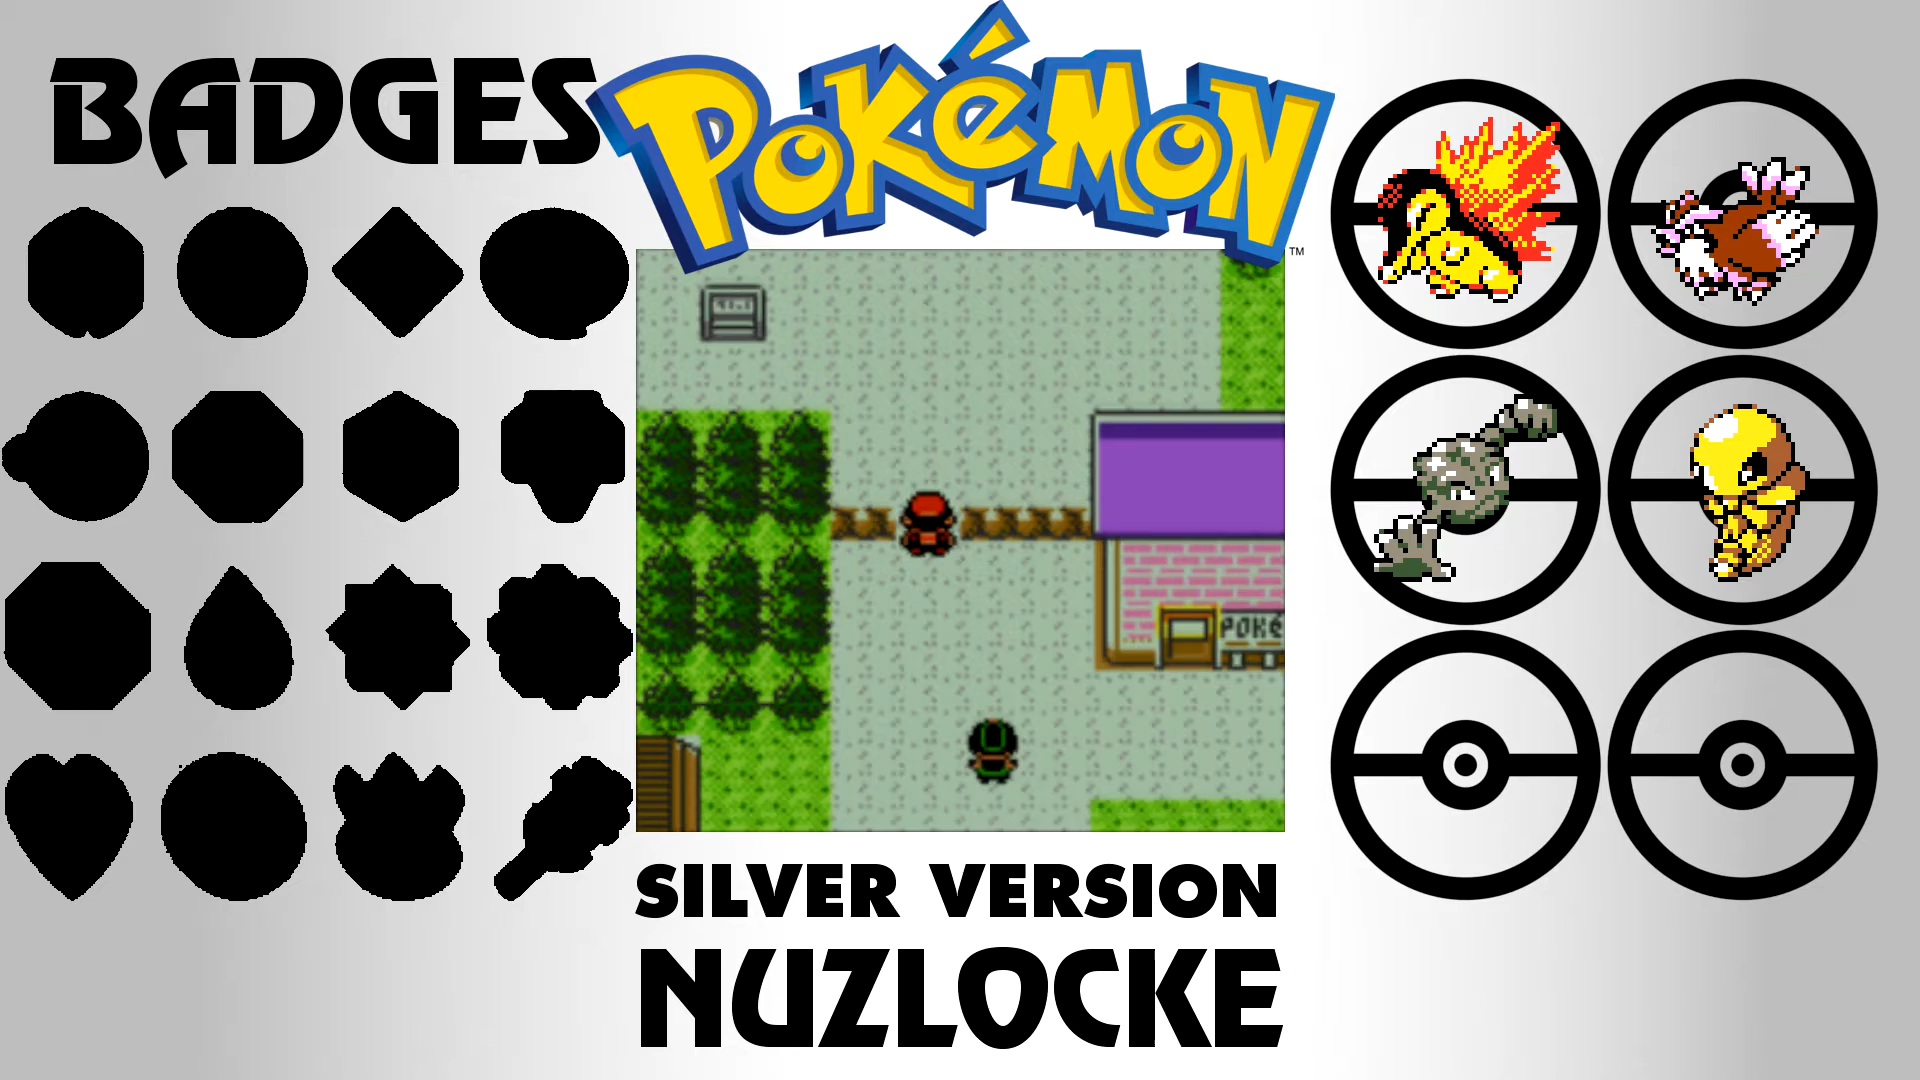 BADGES
POKéMON
™
POKé
SILVER VERSION
NUZLOCKE